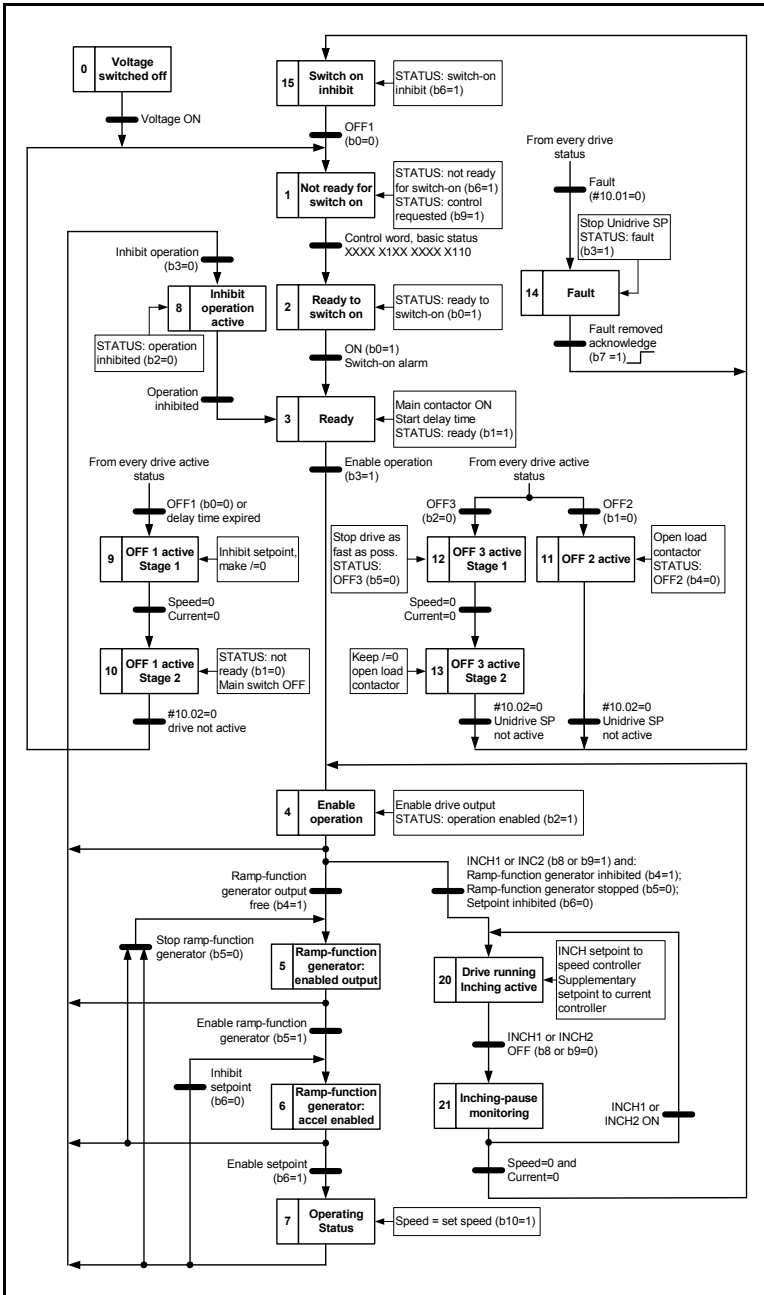 0
Voltage
switched off
Voltage ON
15
Switch on
inhibit
STATUS: switch-on
inhibit (b6=1)
OFF1
(b0=0)
1
Not ready for
switch on
STATUS: not ready
for switch-on (b6=1)
STATUS: control
requested (b9=1)
From every drive
status
Fault
(#10.01=0)
Stop Unidrive SP
STATUS: fault
(b3=1)
14
Fault
Fault removed
acknowledge
(b7 =1)
Control word, basic status
XXXX X1XX XXXX X110
Inhibit operation
(b3=0)
8
Inhibit
operation
active
STATUS: operation
inhibited (b2=0)
Operation
inhibited
2
Ready to
switch on
STATUS: ready to
switch-on (b0=1)
ON (b0=1)
Switch-on alarm
3
Ready
Main contactor ON
Start delay time
STATUS: ready (b1=1)
Enable operation
(b3=1)
From every drive active
status
OFF1 (b0=0) or
delay time expired
9
OFF 1 active
Stage 1
Inhibit setpoint,
make /=0
Speed=0
Current=0
10
OFF 1 active
Stage 2
STATUS: not
ready (b1=0)
Main switch OFF
#10.02=0
drive not active
From every drive active
status
OFF3
(b2=0)
OFF2
(b1=0)
Stop drive as
fast as poss.
STATUS:
OFF3 (b5=0)
12
OFF 3 active
Stage 1
11
OFF 2 active
Open load
contactor
STATUS:
OFF2 (b4=0)
Speed=0
Current=0
Keep /=0
open load
contactor
13
OFF 3 active
Stage 2
#10.02=0
Unidrive SP
not active
#10.02=0
Unidrive SP
not active
4
Enable
operation
Enable drive output
STATUS: operation enabled (b2=1)
Ramp-function
generator output
free (b4=1)
INCH1 or INC2 (b8 or b9=1) and:
Ramp-function generator inhibited (b4=1);
Ramp-function generator stopped (b5=0);
Setpoint inhibited (b6=0)
Stop ramp-function
generator (b5=0)
5
Ramp-function
generator:
enabled output
20
Drive running
Inching active
INCH setpoint to
speed controller
Supplementary
setpoint to current
controller
Enable ramp-function
generator (b5=1)
INCH1 or INCH2
OFF (b8 or b9=0)
Inhibit
setpoint
(b6=0)
6
Ramp-function
generator:
accel enabled
21
Inching-pause
monitoring
INCH1 or
INCH2 ON
Enable setpoint
(b6=1)
Speed=0 and
Current=0
7
Operating
Status
Speed = set speed (b10=1)